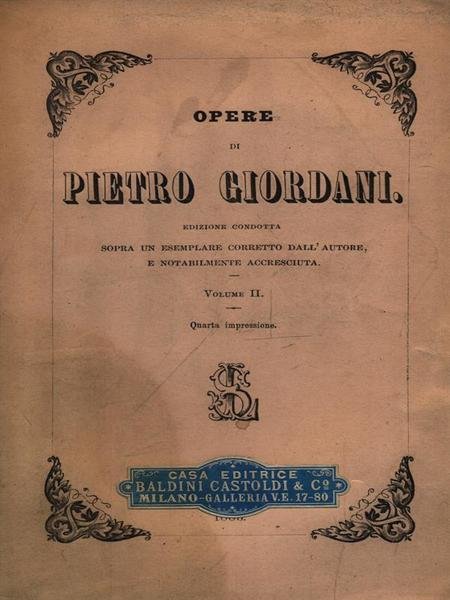 OPERE
DI
PIETRO GIORDANI.
EDIZIONE CONDOTTA
SOPRA UN ESEMPLARE CORRETTO DALL'AUTORE,
E NOTABILMENTE ACCRESCIUTA.
VOLUME II.
Quarta impressione.
CASA EDITRICE
BALDINI CASTOLDI & Cº
MILANO-GALLERIA V.E. 17-80